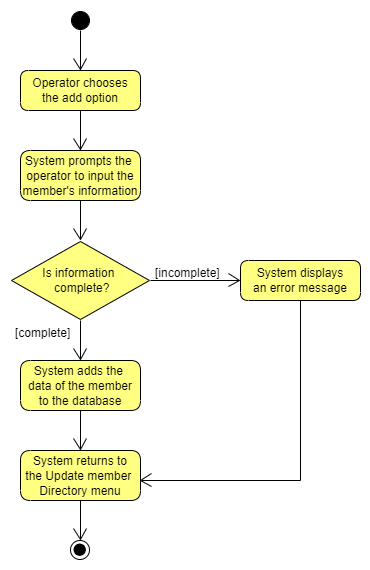 Operator chooses
the add option
System prompts the
operator to input the
member's information
Is information
complete?
[incomplete]
System displays
an error message
[complete]
System adds the
data of the member
to the database
System returns to
the Update member
Directory menu